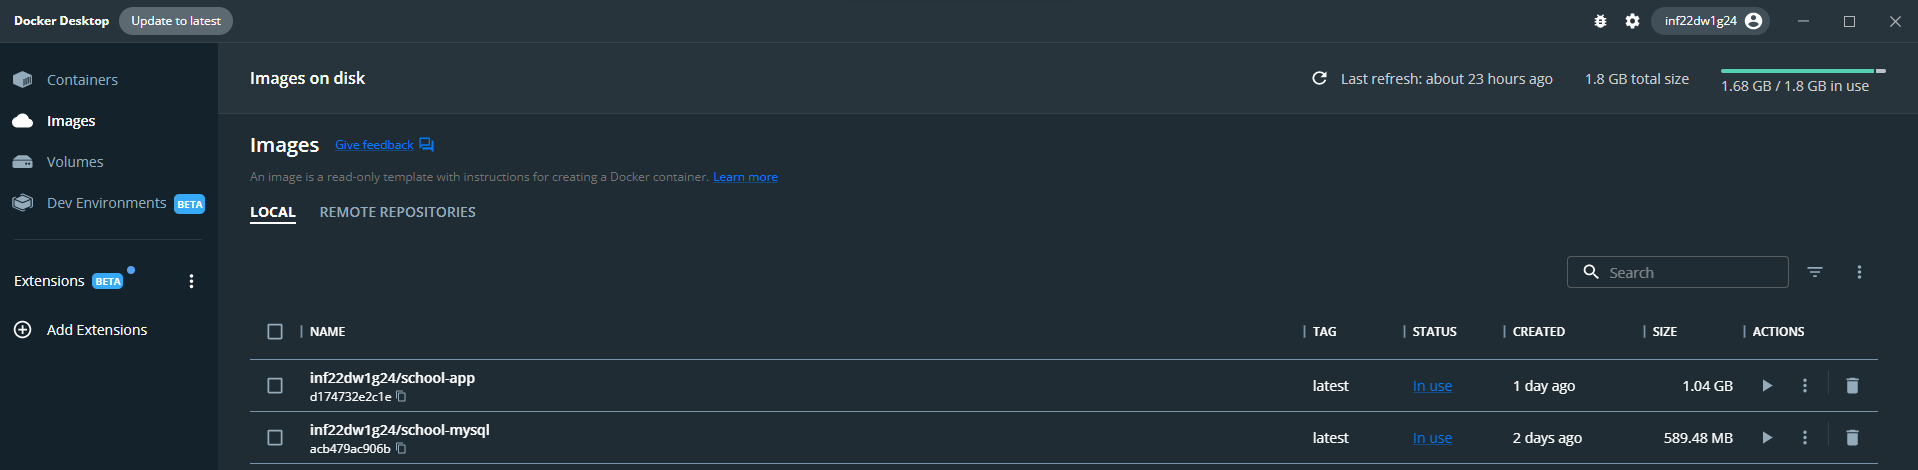 Docker Desktop Update to latest inf22dw1g24
Containers
Images
Volumes
Dev Environments BETA
Extensions BETA
Add Extensions
Images on disk Last refresh: about 23 hours ago 1.8 GB total size 1.68 GB / 1.8 GB in use
Images Give feedback
An image is a read-only template with instructions for creating a Docker container. Learn more
LOCAL REMOTE REPOSITORIES
Search
NAME TAG STATUS CREATED SIZE ACTIONS
inf22dw1g24/school-app latest In use 1 day ago 1.04 GB
d174732e2c1e
inf22dw1g24/school-mysql latest In use 2 days ago 589.48 MB
acb479ac906b